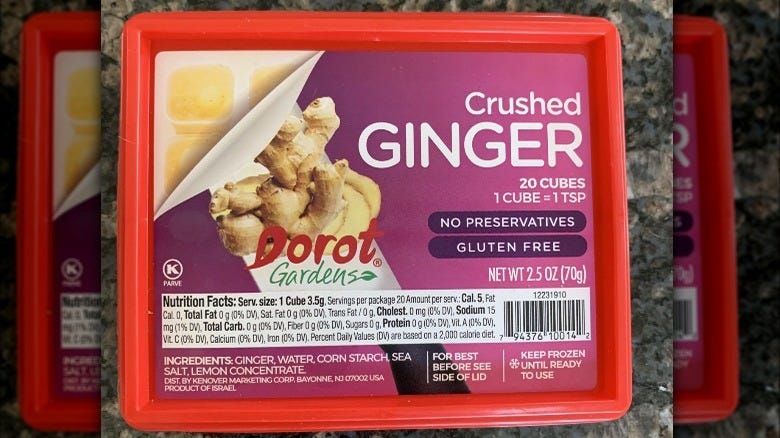 Crushed
GINGER
20 CUBES
1 CUBE = 1 TSP
NO PRESERVATIVES
GLUTEN FREE
NET WT 2.5 OZ (70g)
Dorot®
Gardens
K
PARVE
Nutrition Facts: Serv. size: 1 Cube 3.5g, Servings per package 20 Amount per serv.: Cal. 5, Fat
Cal. 0, Total Fat 0 g (0% DV), Sat. Fat 0 g (0% DV), Trans Fat / 0 g, Cholest. 0 mg (0% DV), Sodium 15
mg (1% DV), Total Carb. 0 g (0% DV), Fiber 0 g (0% DV), Sugars 0 g, Protein 0 g (0% DV), Vit. A (0% DV),
Vit. C (0% DV), Calcium (0% DV), Iron (0% DV). Percent Daily Values (DV) are based on a 2,000 calorie diet.
12231910
7 94376 10014 2
INGREDIENTS: GINGER, WATER, CORN STARCH, SEA
SALT, LEMON CONCENTRATE.
DIST. BY KENOVER MARKETING CORP. BAYONNE, NJ 07002 USA
PRODUCT OF ISRAEL
FOR BEST
BEFORE SEE
SIDE OF LID
KEEP FROZEN
UNTIL READY
TO USE